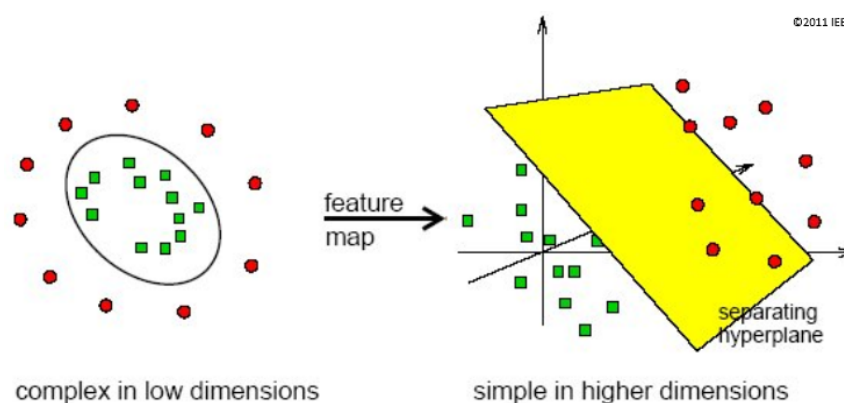 ©2011 IEE
feature
map
separating
hyperplane
complex in low dimensions
simple in higher dimensions